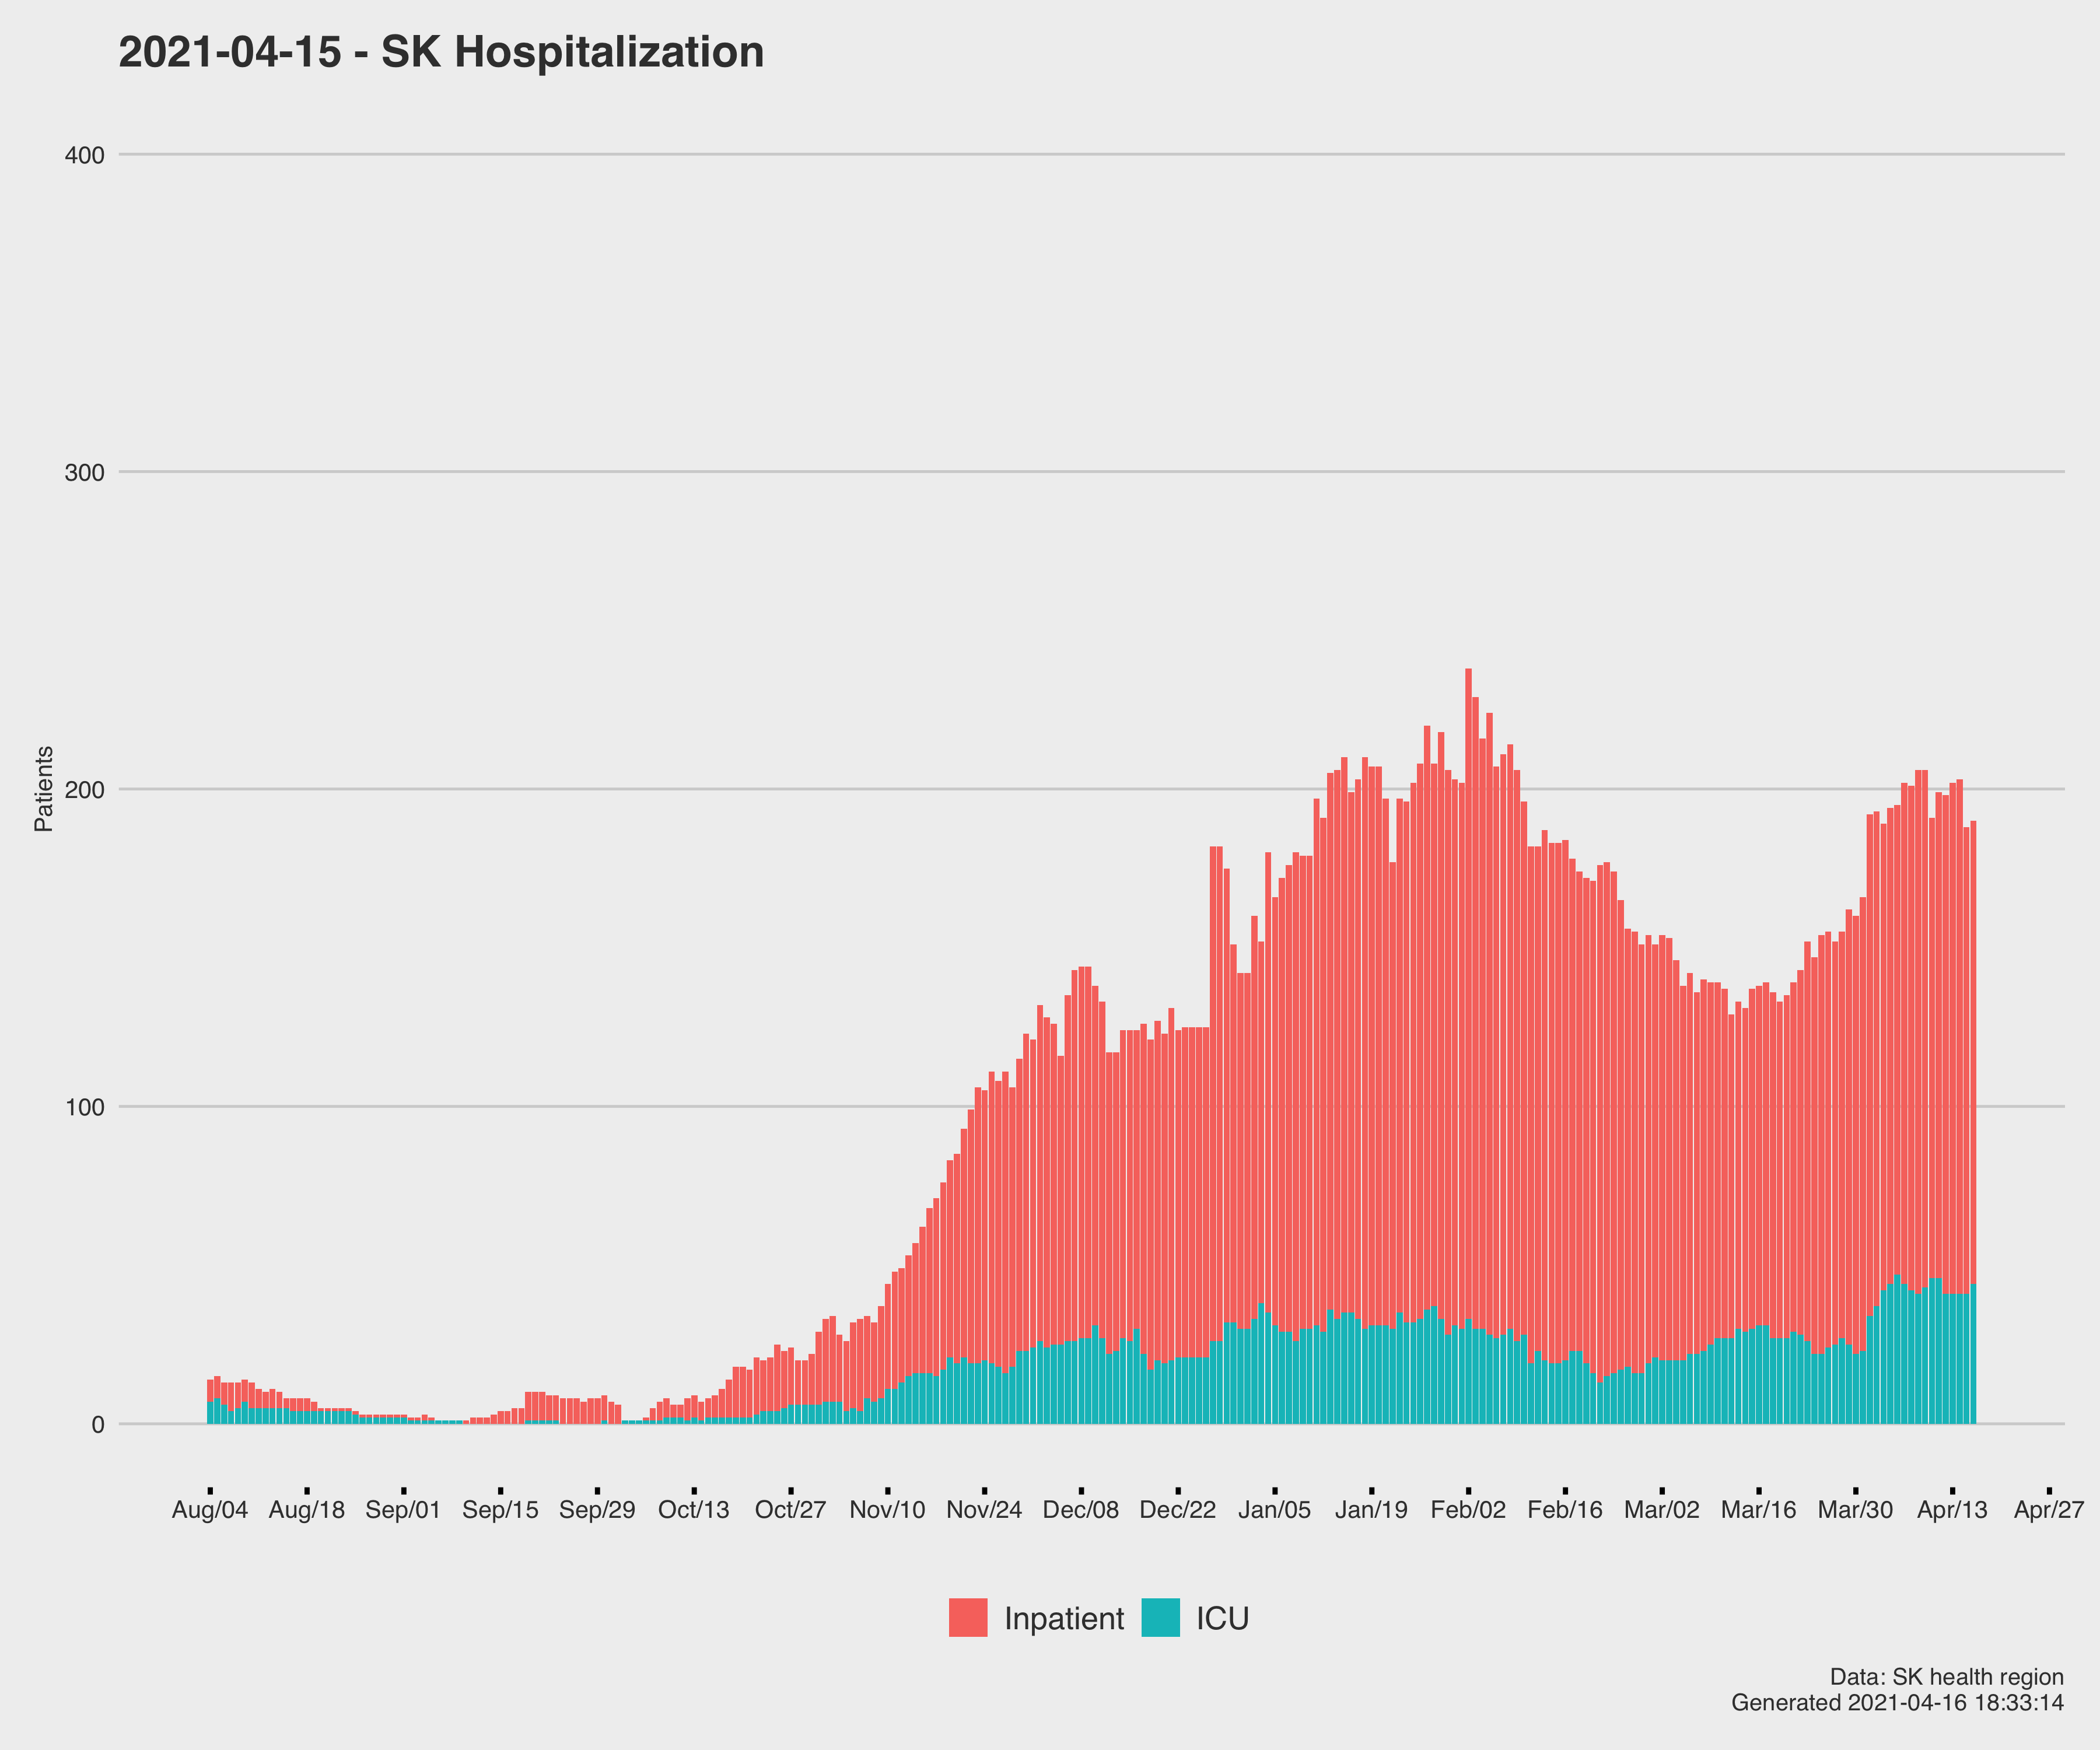 2021-04-15 - SK Hospitalization
400
300
200
100
0
Patients
Aug/04 Aug/18 Sep/01 Sep/15 Sep/29 Oct/13 Oct/27 Nov/10 Nov/24 Dec/08 Dec/22 Jan/05 Jan/19 Feb/02 Feb/16 Mar/02 Mar/16 Mar/30 Apr/13 Apr/27
Inpatient ICU
Data: SK health region
Generated 2021-04-16 18:33:14